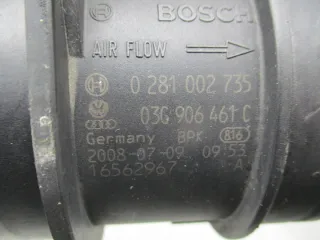 BOSCH
AIR FLOW
0 281 002 735
03G 906 461 C
Germany BPK 816
2008-07-09 09:53
16562967 -A